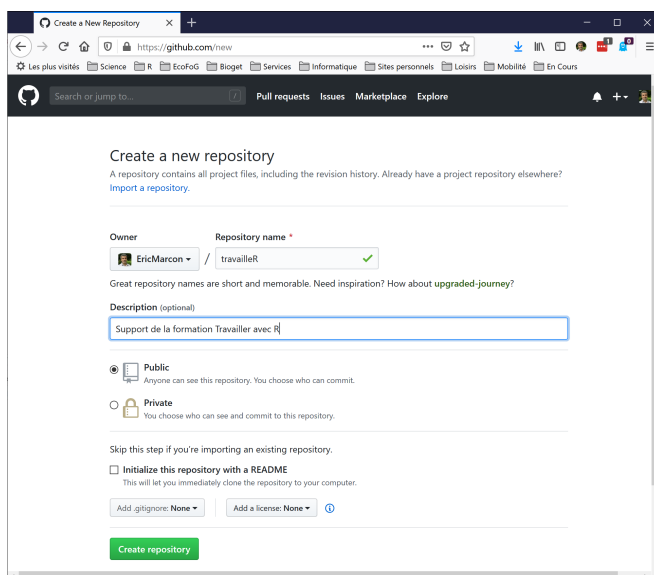 Create a New Repository
https://github.com/new
Les plus visités Science R EcoFoG Bioget Services Informatique Sites personnels Loisirs Mobilité En Cours
Search or jump to... / Pull requests Issues Marketplace Explore
Create a new repository
A repository contains all project files, including the revision history. Already have a project repository elsewhere?
Import a repository.
Owner Repository name *
EricMarcon / travailleR
Great repository names are short and memorable. Need inspiration? How about upgraded-journey?
Description (optional)
Support de la formation Travailler avec R
Public
Anyone can see this repository. You choose who can commit.
Private
You choose who can see and commit to this repository.
Skip this step if you're importing an existing repository.
Initialize this repository with a README
This will let you immediately clone the repository to your computer.
Add .gitignore: None Add a license: None
Create repository